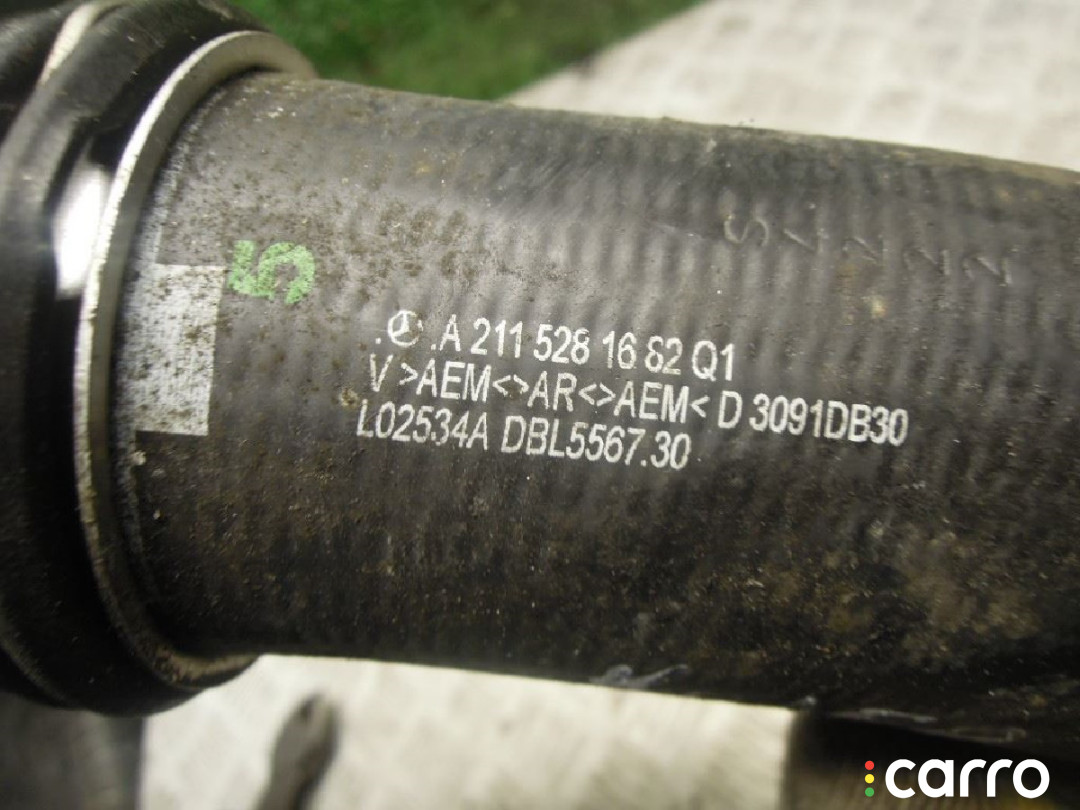 5
.A 211 528 16 82 Q1
V >AEM<>AR<>AEM< D 3091DB30
L02534A DBL5567.30
carro